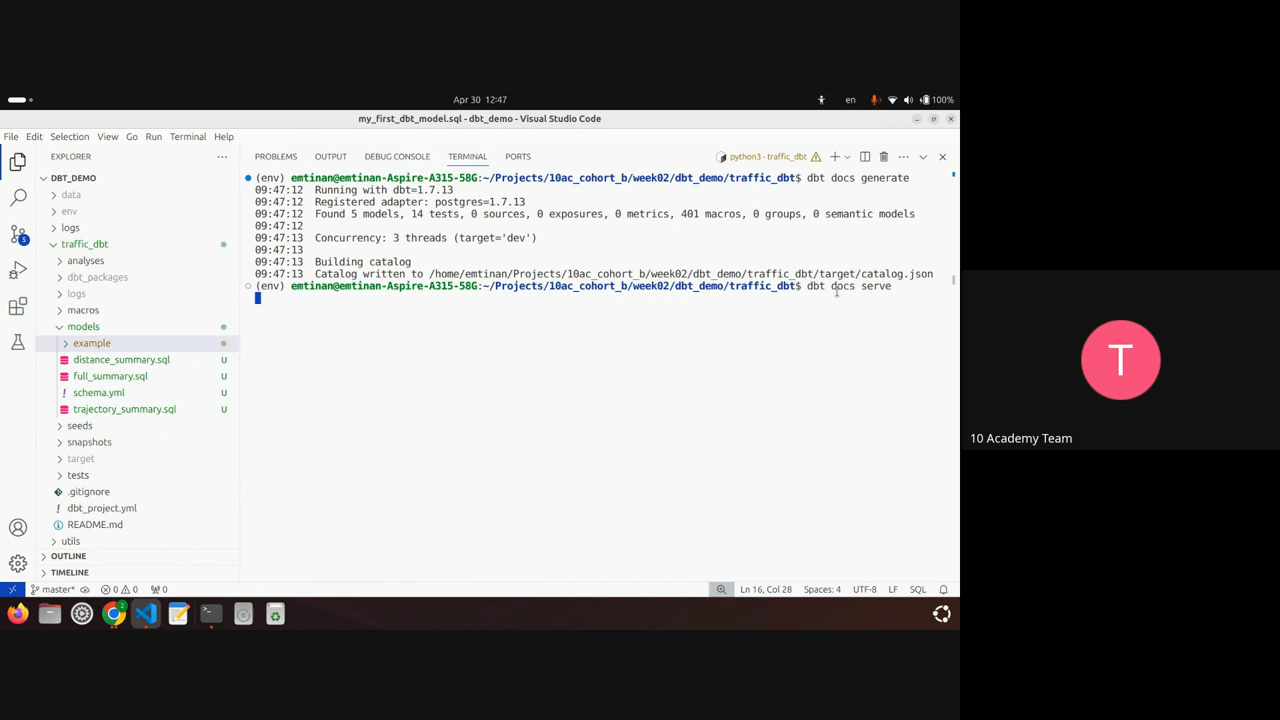 Apr 30 12:47
en
100%
my_first_dbt_model.sql - dbt_demo - Visual Studio Code
File Edit Selection View Go Run Terminal Help
EXPLORER
PROBLEMS OUTPUT DEBUG CONSOLE TERMINAL PORTS
python3 - traffic_dbt
DBT_DEMO
data
env
logs
traffic_dbt
analyses
dbt_packages
logs
macros
models
example
distance_summary.sql U
full_summary.sql U
schema.yml U
trajectory_summary.sql U
seeds
snapshots
target
tests
.gitignore
dbt_project.yml
README.md
utils
OUTLINE
TIMELINE
5
(env) emtinan@emtinan-Aspire-A315-58G:~/Projects/10ac_cohort_b/week02/dbt_demo/traffic_dbt$ dbt docs generate
09:47:12 Running with dbt=1.7.13
09:47:12 Registered adapter: postgres=1.7.13
09:47:12 Found 5 models, 14 tests, 0 sources, 0 exposures, 0 metrics, 401 macros, 0 groups, 0 semantic models
09:47:12
09:47:13 Concurrency: 3 threads (target='dev')
09:47:13
09:47:13 Building catalog
09:47:13 Catalog written to /home/emtinan/Projects/10ac_cohort_b/week02/dbt_demo/traffic_dbt/target/catalog.json
(env) emtinan@emtinan-Aspire-A315-58G:~/Projects/10ac_cohort_b/week02/dbt_demo/traffic_dbt$ dbt docs serve
master* 0 0 0
Ln 16, Col 28 Spaces: 4 UTF-8 LF SQL
2
T
10 Academy Team